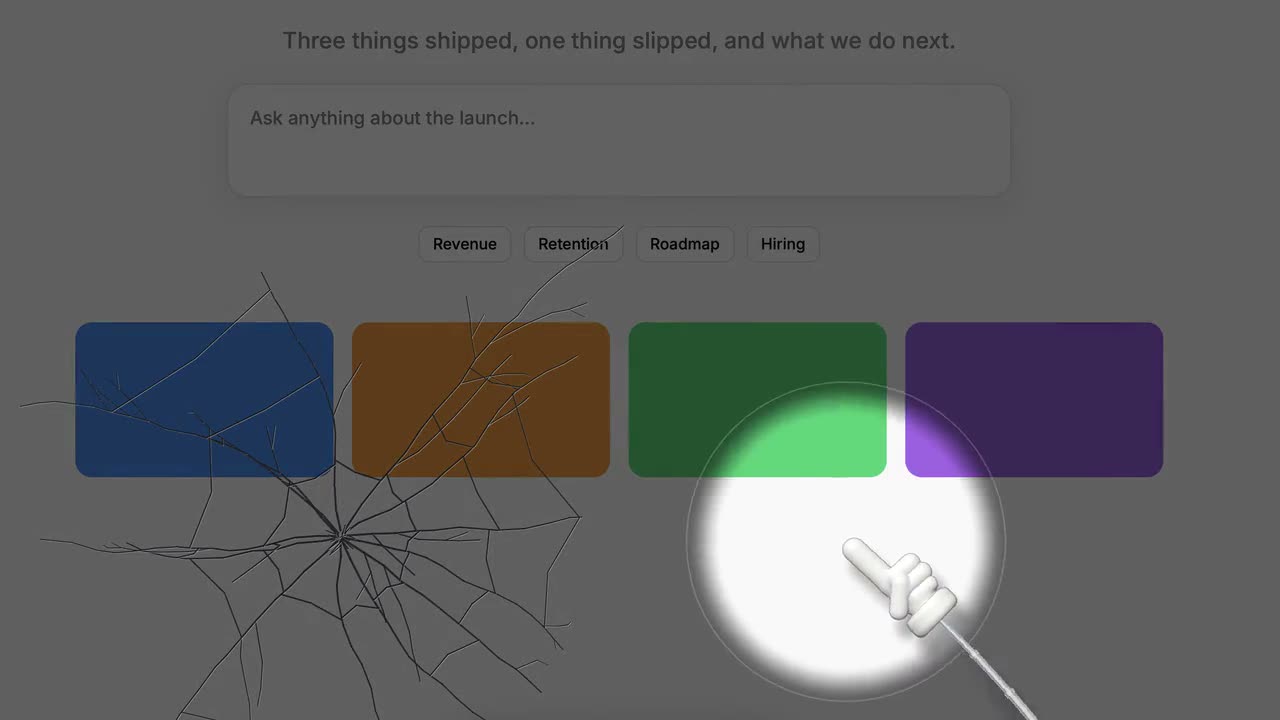 Three things shipped, one thing slipped, and what we do next.
Ask anything about the launch...
Revenue Retention Roadmap Hiring